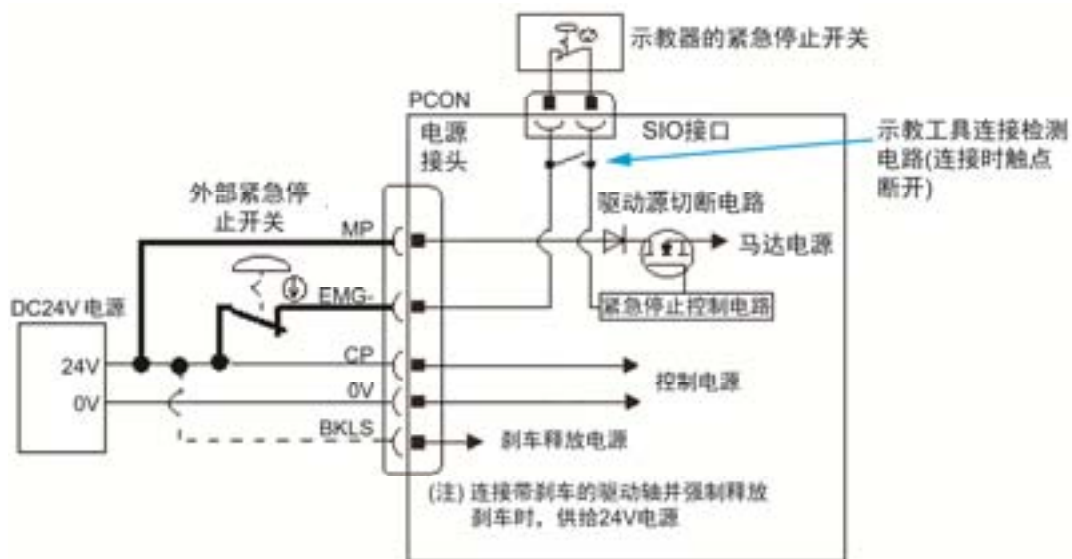 示教器的紧急停止开关
PCON
电源
接头
SIO接口
示教工具连接检测
电路(连接时触点
断开)
外部紧急停
止开关
驱动源切断电路
MP
马达电源
EMG-
紧急停止控制电路
DC24V 电源
24V
CP
控制电源
0V
0V
BKLS
刹车释放电源
(注) 连接带刹车的驱动轴并强制释放
刹车时，供给24V电源